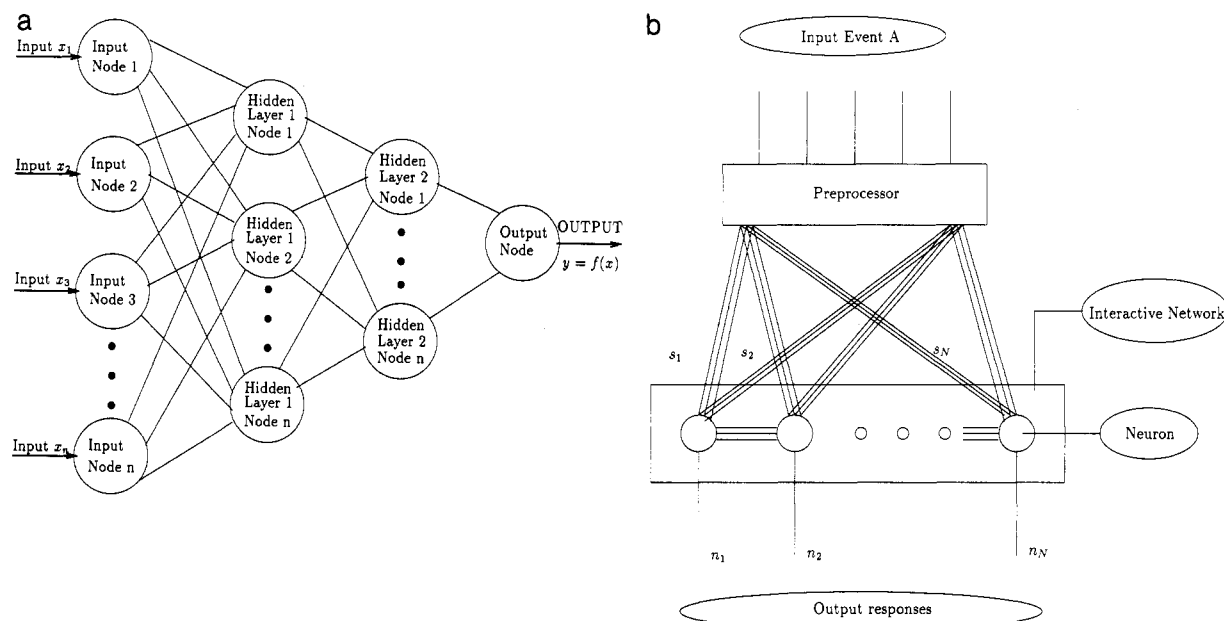 a
Input x₁
Input
Node 1
Input x₂
Input
Node 2
Input x₃
Input
Node 3
Input xₙ
Input
Node n
Hidden
Layer 1
Node 1
Hidden
Layer 1
Node 2
Hidden
Layer 1
Node n
Hidden
Layer 2
Node 1
Hidden
Layer 2
Node n
Output
Node
OUTPUT
y = f(x)
b
Input Event A
Preprocessor
Interactive Network
s₁
s₂
s_N
Neuron
n₁
n₂
n_N
Output responses